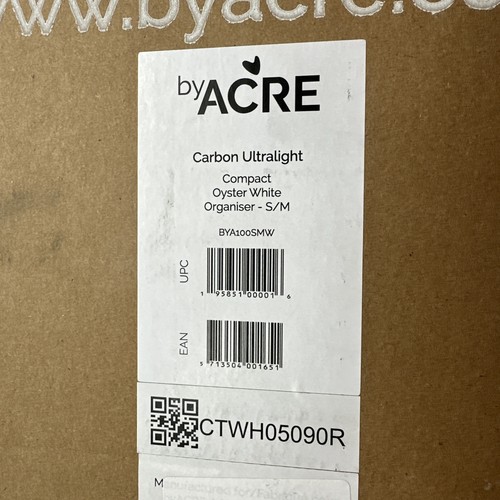 www.byacre.co
byACRE
Carbon Ultralight
Compact
Oyster White
Organiser - S/M
BYA100SMW
UPC
1 95851 00001 6
EAN
5 713504 001651
CTWH05090R